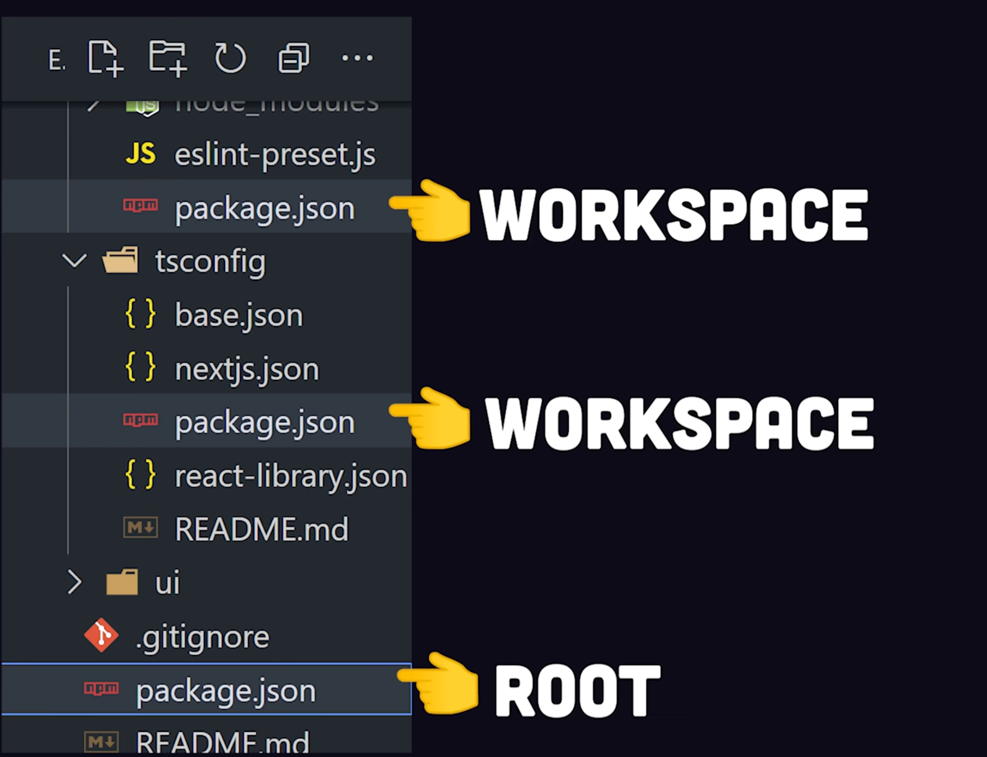 E.
node_modules
JS eslint-preset.js
npm package.json WORKSPACE
tsconfig
{ } base.json
{ } nextjs.json
npm package.json WORKSPACE
{ } react-library.json
M README.md
ui
.gitignore
npm package.json ROOT
M README.md